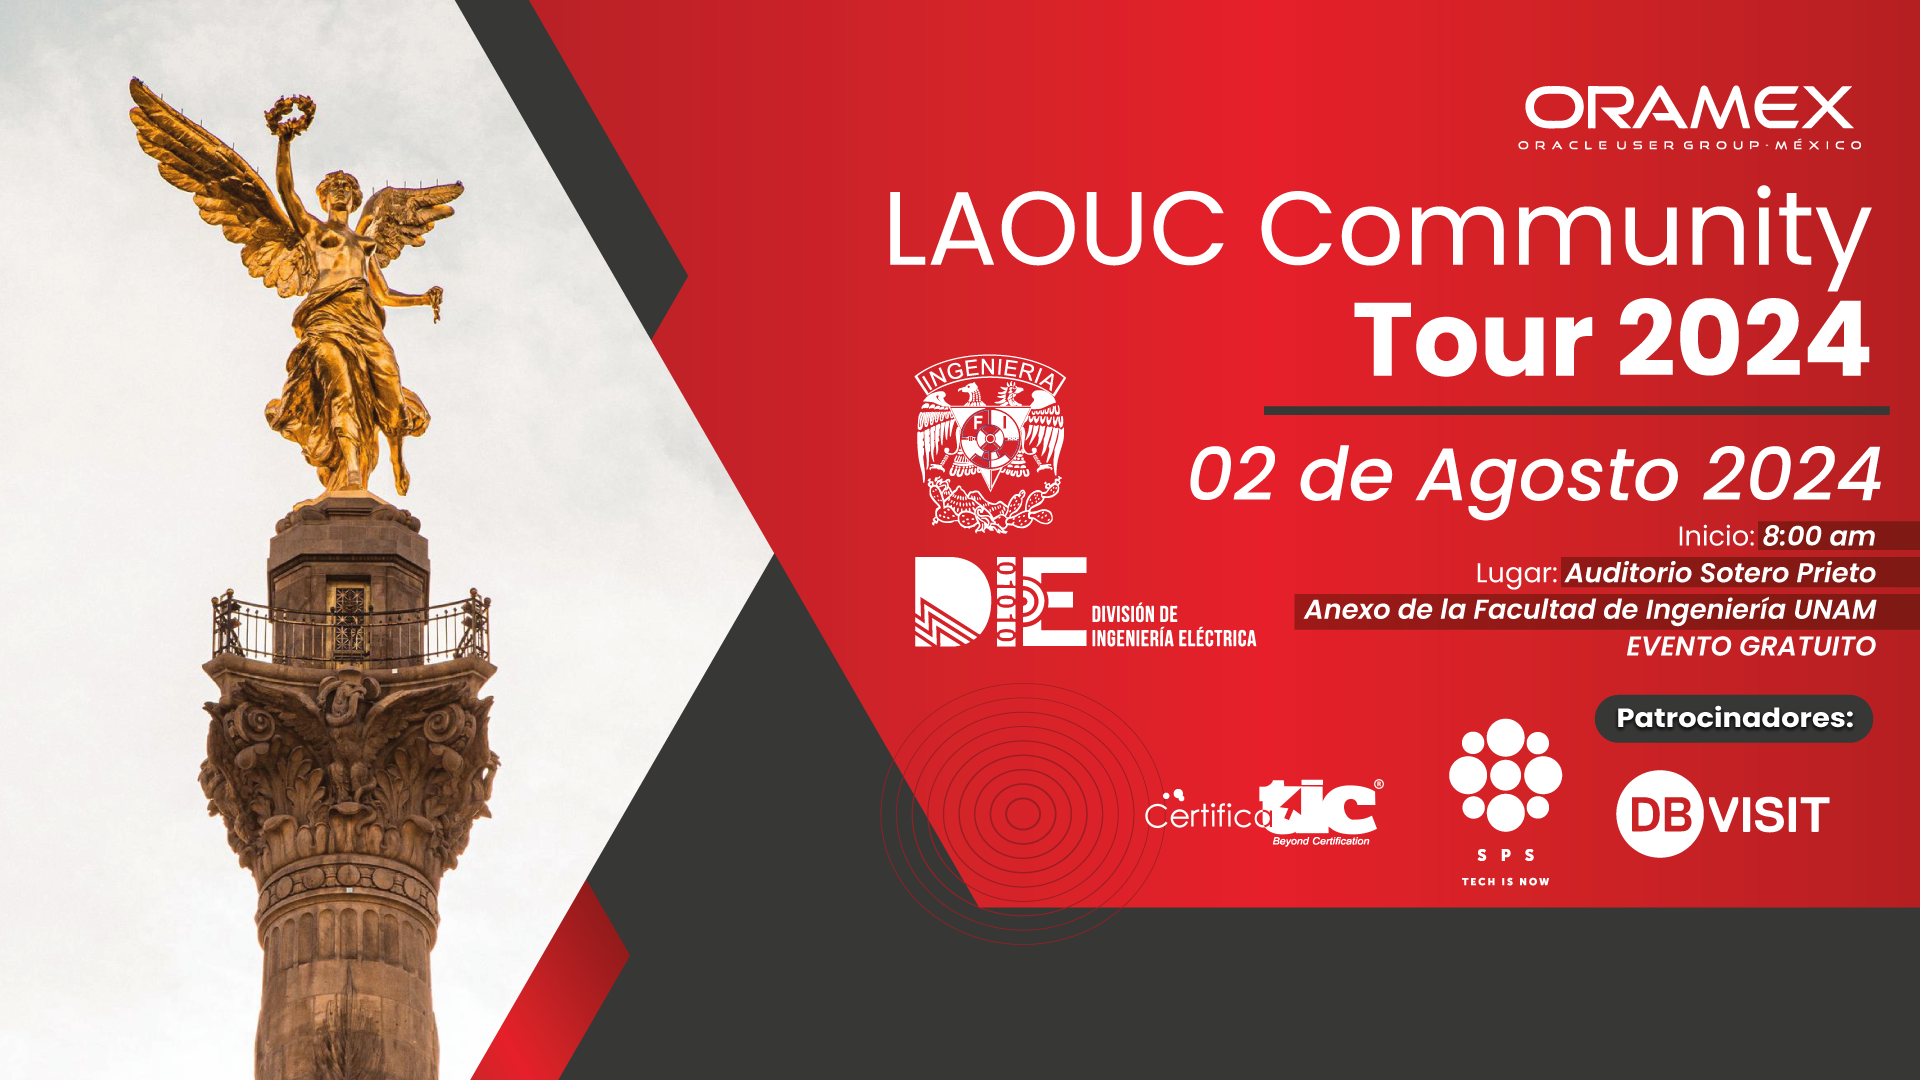 ORAMEX
ORACLE USER GROUP · MÉXICO
LAOUC Community
Tour 2024
INGENIERIA
F I
02 de Agosto 2024
Inicio: 8:00 am
Lugar: Auditorio Sotero Prieto
Anexo de la Facultad de Ingeniería UNAM
EVENTO GRATUITO
DIE
01010
DIVISIÓN DE
INGENIERÍA ELÉCTRICA
Patrocinadores:
Certificatic®
Beyond Certification
SPS
TECH IS NOW
DBVISIT